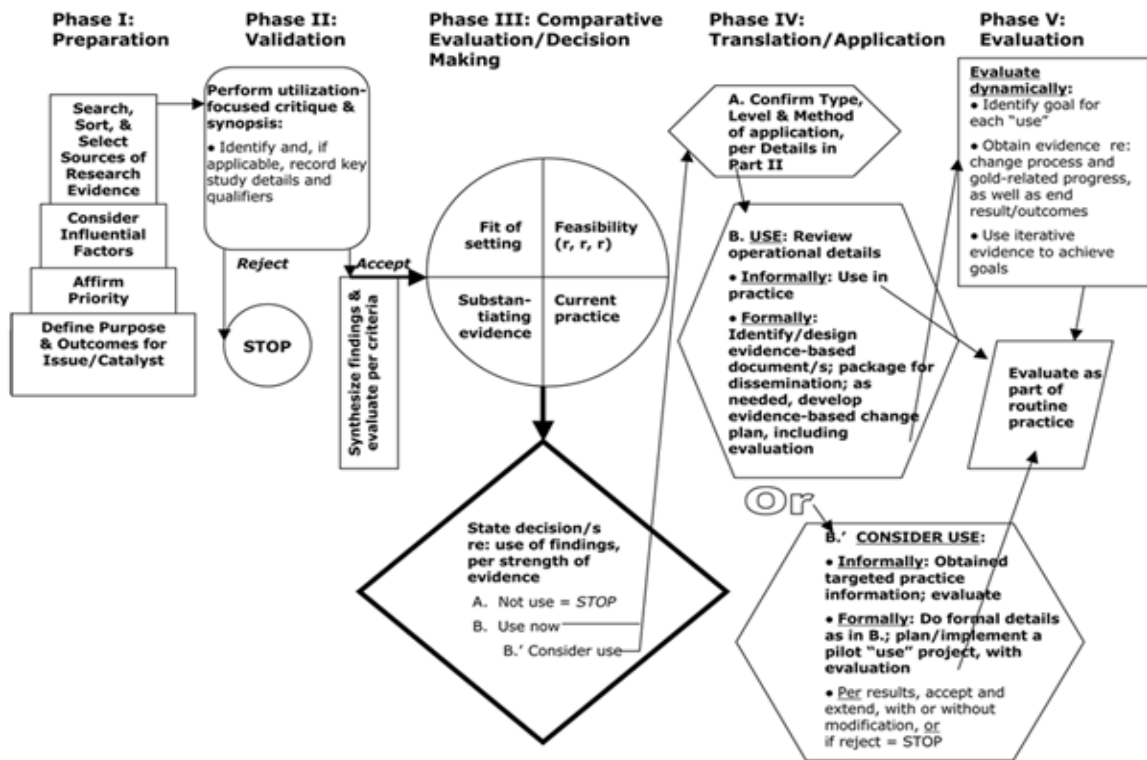 Phase I:
Preparation
Phase II:
Validation
Phase III: Comparative
Evaluation/Decision
Making
Phase IV:
Translation/Application
Phase V:
Evaluation
Search,
Sort, &
Select
Sources of
Research
Evidence
Consider
Influential
Factors
Affirm
Priority
Define Purpose
& Outcomes for
Issue/Catalyst
Perform utilization-
focused critique &
synopsis:
• Identify and, if
applicable, record key
study details and
qualifiers
Reject
Accept
STOP
Synthesize findings &
evaluate per criteria
Fit of
setting
Feasibility
(r, r, r)
Substan-
tiating
evidence
Current
practice
State decision/s
re: use of findings,
per strength of
evidence
A. Not use = STOP
B. Use now
B.' Consider use
A. Confirm Type,
Level & Method
of application,
per Details in
Part II
B. USE: Review
operational details
• Informally: Use in
practice
• Formally:
Identify/design
evidence-based
document/s; package for
dissemination; as
needed, develop
evidence-based change
plan, including
evaluation
Or
B.' CONSIDER USE:
• Informally: Obtained
targeted practice
information; evaluate
• Formally: Do formal details
as in B.; plan/implement a
pilot "use" project, with
evaluation
• Per results, accept and
extend, with or without
modification, or
if reject = STOP
Evaluate
dynamically:
• Identify goal for
each "use"
• Obtain evidence re:
change process and
gold-related progress,
as well as end
result/outcomes
• Use iterative
evidence to achieve
goals
Evaluate as
part of
routine
practice